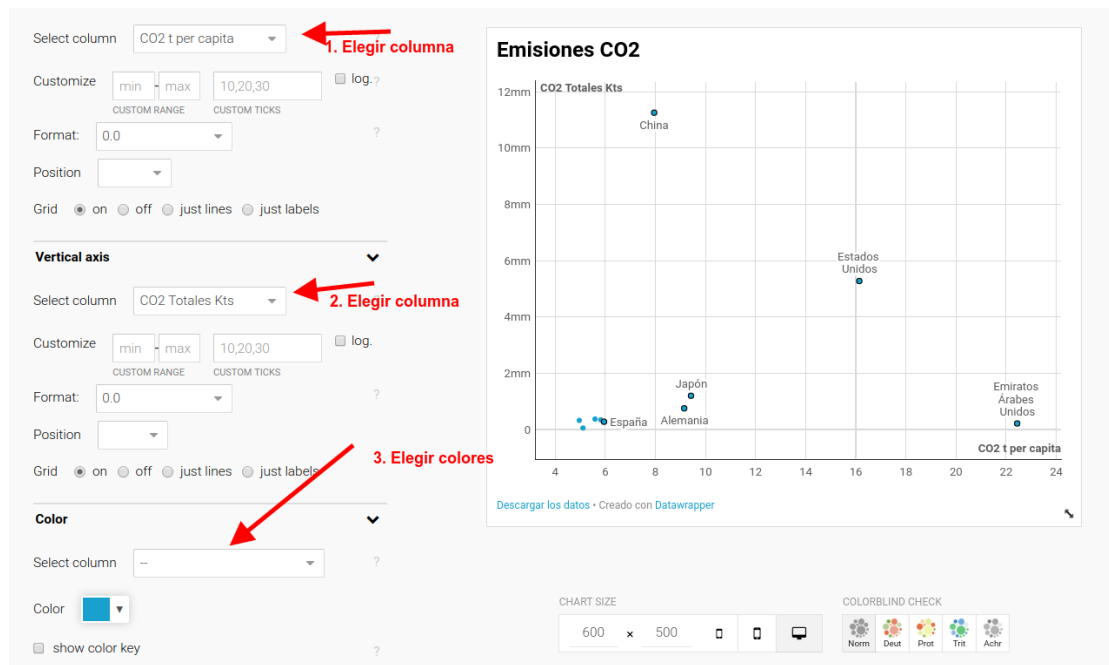 Select column CO2 t per capita
1. Elegir columna
Customize min - max 10,20,30 log. ?
CUSTOM RANGE CUSTOM TICKS
Format: 0.0 ?
Position
Grid on off just lines just labels
Vertical axis
Select column CO2 Totales Kts
2. Elegir columna
Customize min - max 10,20,30 log.
CUSTOM RANGE CUSTOM TICKS
Format: 0.0 ?
Position
Grid on off just lines just labels
3. Elegir colores
Color
Select column -- ?
Color
show color key ?
Emisiones CO2
CO2 Totales Kts
12mm
10mm
8mm
6mm
4mm
2mm
0
China
Estados
Unidos
Japón
Alemania
España
Emiratos
Árabes
Unidos
CO2 t per capita
4 6 8 10 12 14 16 18 20 22 24
Descargar los datos • Creado con Datawrapper
CHART SIZE
600 × 500
COLORBLIND CHECK
Norm Deut Prot Trit Achr